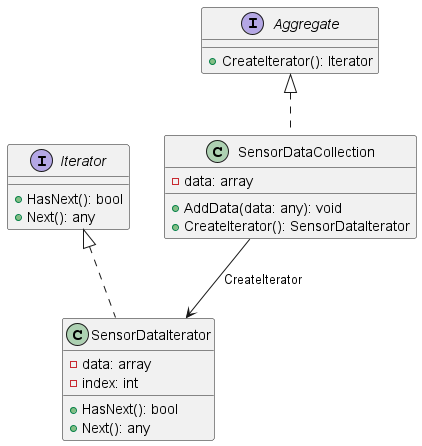 I Aggregate
+ CreateIterator(): Iterator
C SensorDataCollection
data: array
AddData(data: any): void
CreateIterator(): SensorDataIterator
I Iterator
HasNext(): bool
Next(): any
CreateIterator
C SensorDataIterator
data: array
index: int
HasNext(): bool
Next(): any